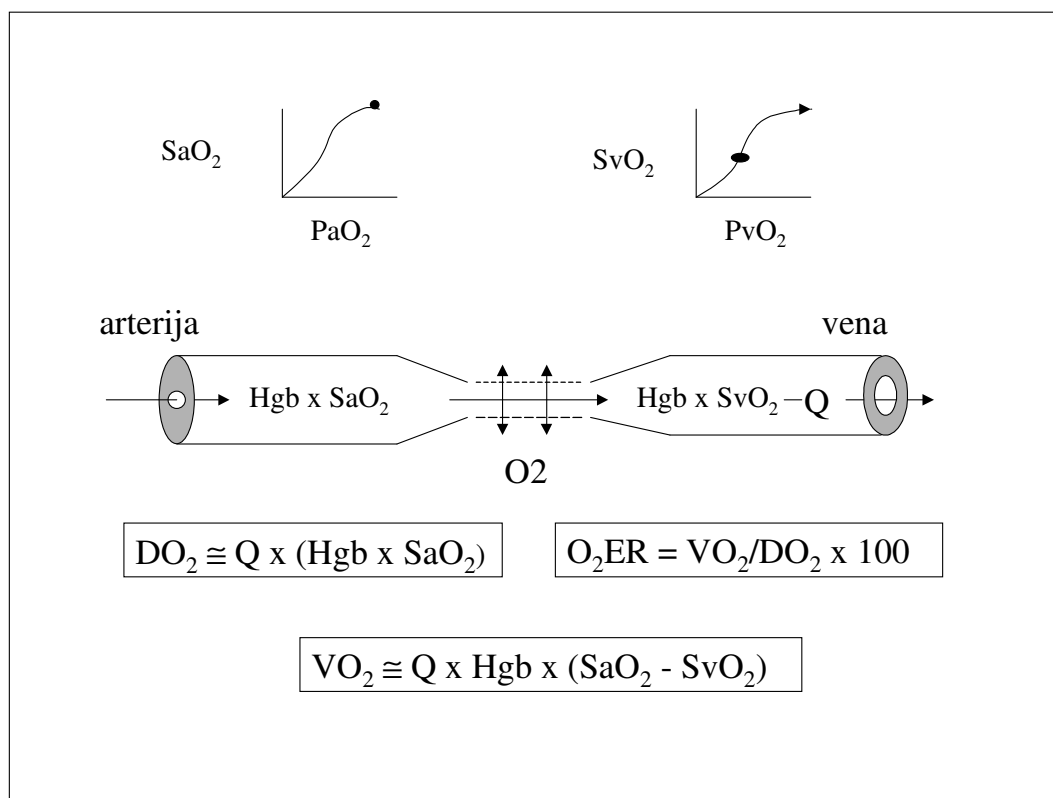 SaO₂
PaO₂
SvO₂
PvO₂
arterija
vena
Hgb x SaO₂
Hgb x SvO₂
Q
O2
DO₂ ≅ Q x (Hgb x SaO₂)
O₂ER = VO₂/DO₂ x 100
VO₂ ≅ Q x Hgb x (SaO₂ - SvO₂)